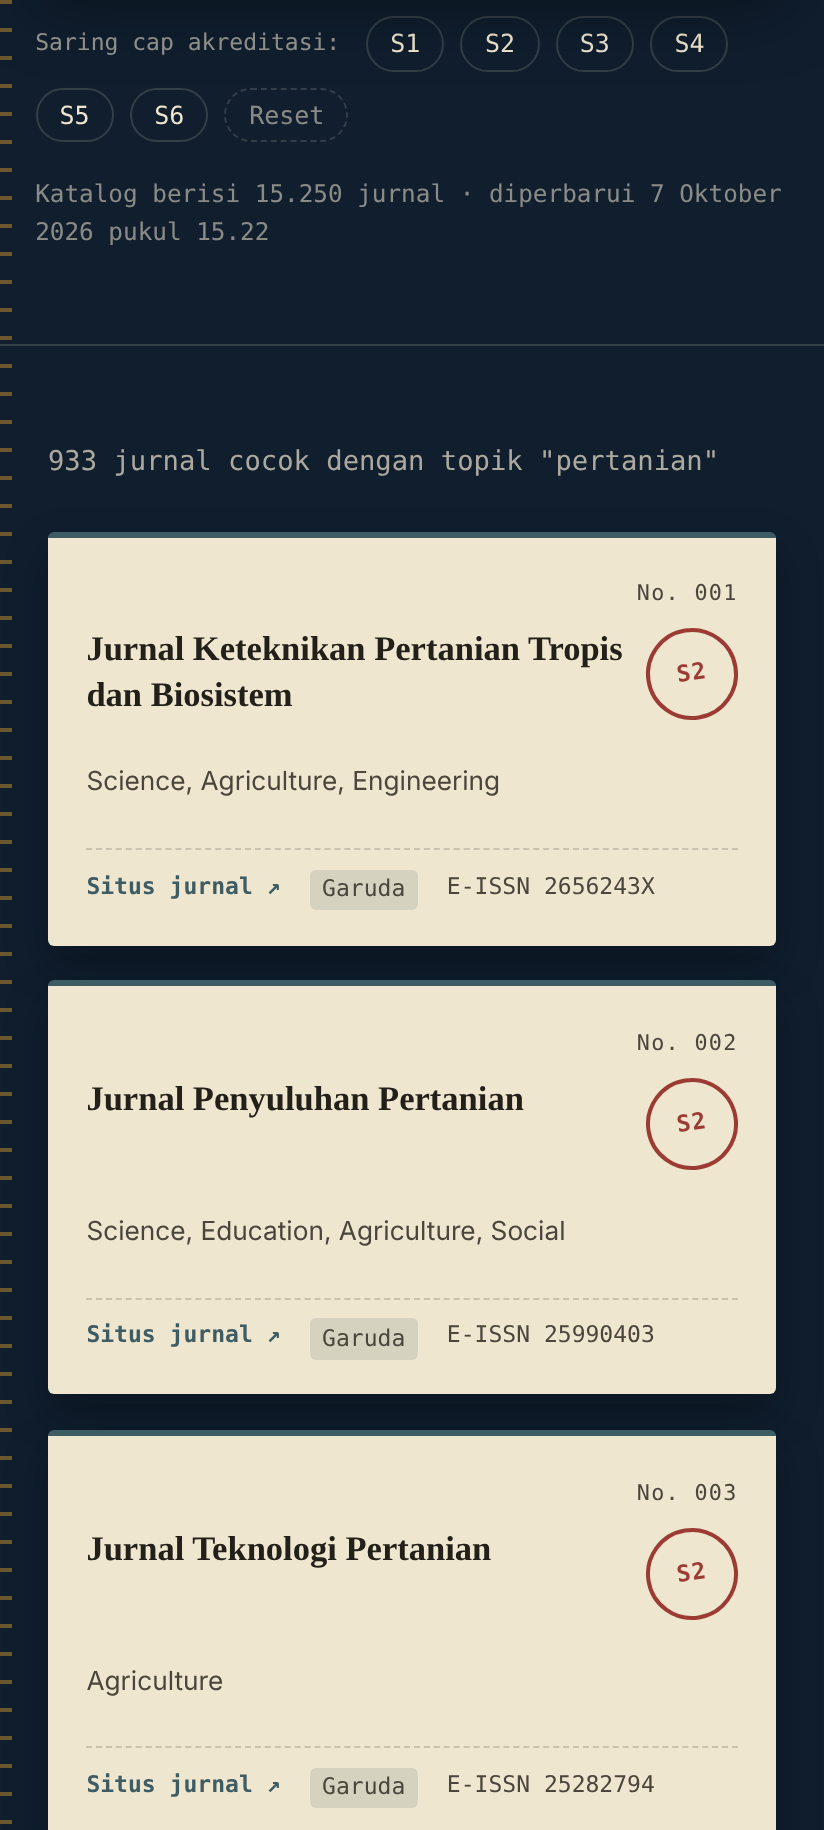 Saring cap akreditasi: S1 S2 S3 S4
S5 S6 Reset
Katalog berisi 15.250 jurnal · diperbarui 7 Oktober
2026 pukul 15.22
933 jurnal cocok dengan topik "pertanian"
No. 001
Jurnal Keteknikan Pertanian Tropis
dan Biosistem
S2
Science, Agriculture, Engineering
Situs jurnal ↗ Garuda E-ISSN 2656243X
No. 002
Jurnal Penyuluhan Pertanian
S2
Science, Education, Agriculture, Social
Situs jurnal ↗ Garuda E-ISSN 25990403
No. 003
Jurnal Teknologi Pertanian
S2
Agriculture
Situs jurnal ↗ Garuda E-ISSN 25282794